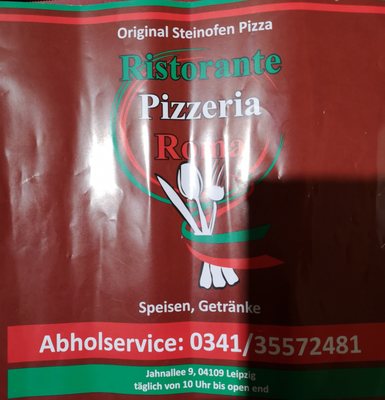 Original Steinofen Pizza
Ristorante
Pizzeria
Roma
Speisen, Getränke
Abholservice: 0341/35572481
Jahnallee 9, 04109 Leipzig
täglich von 10 Uhr bis open end